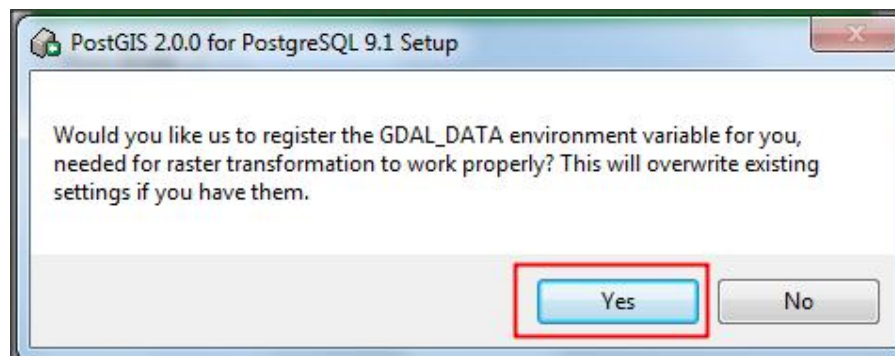 PostGIS 2.0.0 for PostgreSQL 9.1 Setup
Would you like us to register the GDAL_DATA environment variable for you,
needed for raster transformation to work properly? This will overwrite existing
settings if you have them.
Yes
No